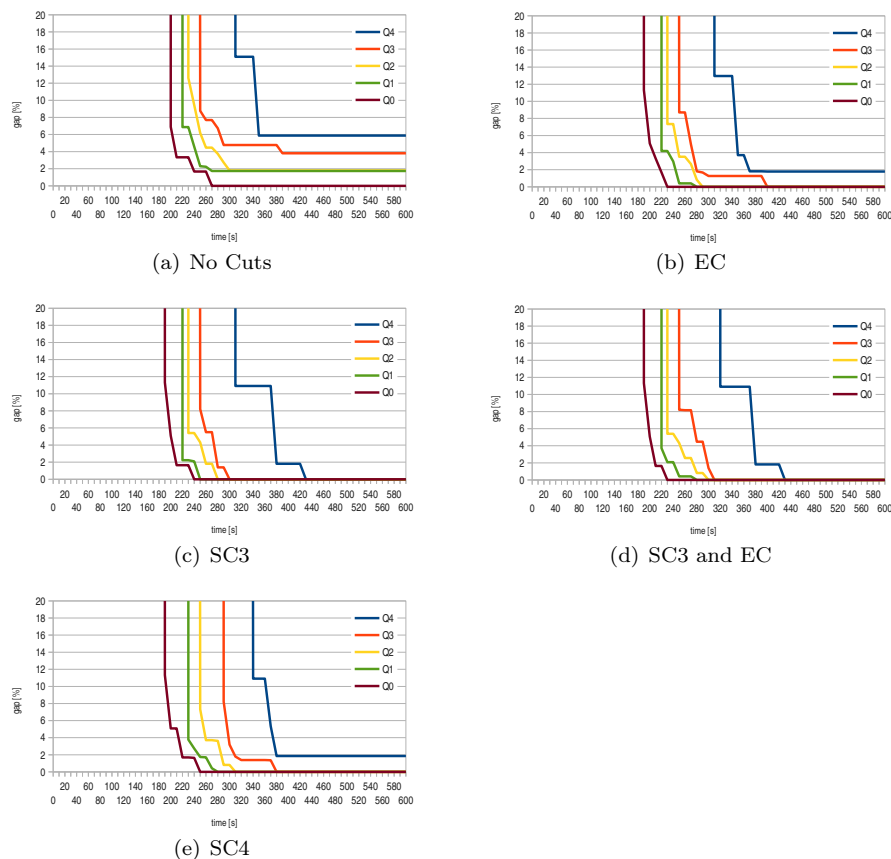 20
18
16
14
12
10
8
6
4
2
0
gap [%]
Q4
Q3
Q2
Q1
Q0
20 60 100 140 180 220 260 300 340 380 420 460 500 540 580
0 40 80 120 160 200 240 280 320 360 400 440 480 520 560 600
time [s]
(a) No Cuts
20
18
16
14
12
10
8
6
4
2
0
gap [%]
Q4
Q3
Q2
Q1
Q0
20 60 100 140 180 220 260 300 340 380 420 460 500 540 580
0 40 80 120 160 200 240 280 320 360 400 440 480 520 560 600
time [s]
(b) EC
20
18
16
14
12
10
8
6
4
2
0
gap [%]
Q4
Q3
Q2
Q1
Q0
20 60 100 140 180 220 260 300 340 380 420 460 500 540 580
0 40 80 120 160 200 240 280 320 360 400 440 480 520 560 600
time [s]
(c) SC3
20
18
16
14
12
10
8
6
4
2
0
gap [%]
Q4
Q3
Q2
Q1
Q0
20 60 100 140 180 220 260 300 340 380 420 460 500 540 580
0 40 80 120 160 200 240 280 320 360 400 440 480 520 560 600
time [s]
(d) SC3 and EC
20
18
16
14
12
10
8
6
4
2
0
gap [%]
Q4
Q3
Q2
Q1
Q0
20 60 100 140 180 220 260 300 340 380 420 460 500 540 580
0 40 80 120 160 200 240 280 320 360 400 440 480 520 560 600
time [s]
(e) SC4